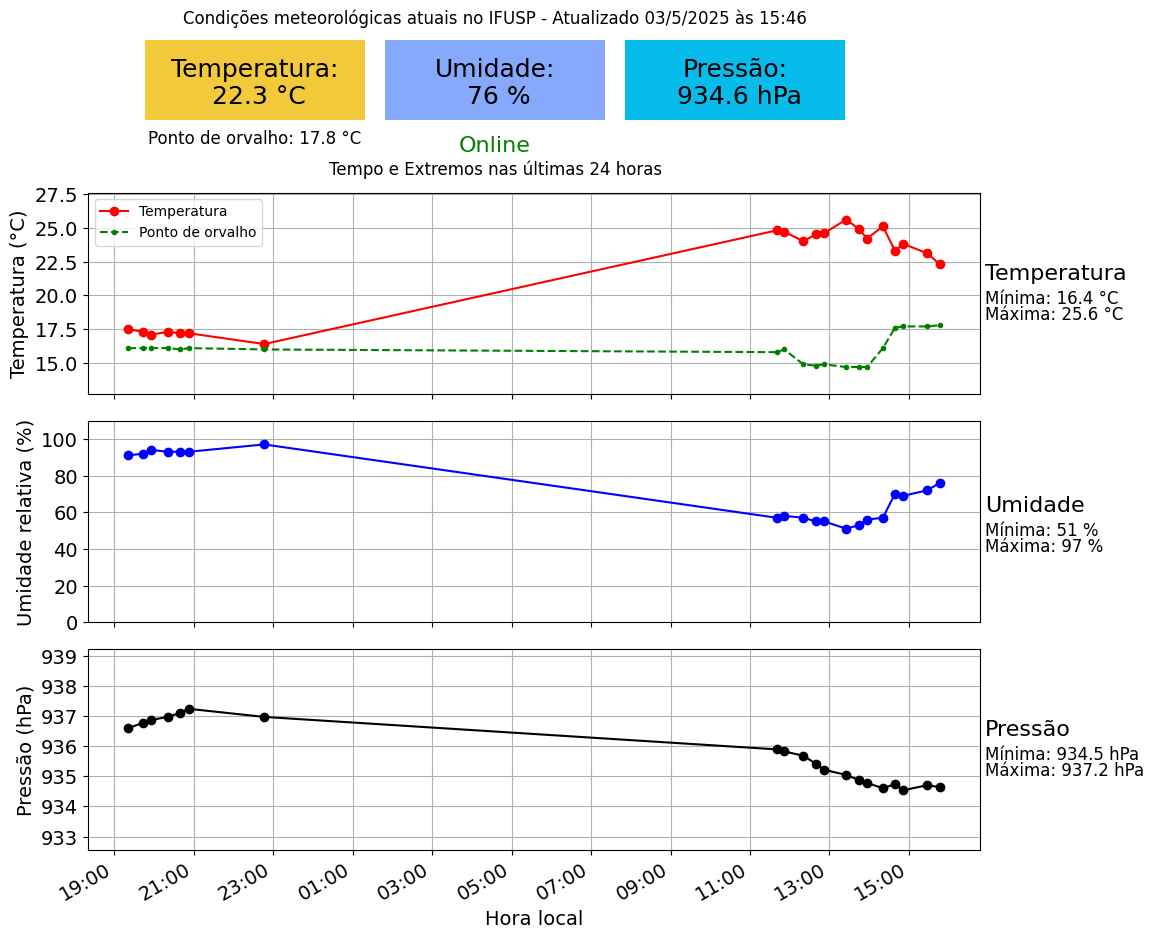 Condições meteorológicas atuais no IFUSP - Atualizado 03/5/2025 às 15:46
Temperatura:
22.3 °C
Umidade:
76 %
Pressão:
934.6 hPa
Ponto de orvalho: 17.8 °C
Online
Tempo e Extremos nas últimas 24 horas
Temperatura (°C)
27.5
25.0
22.5
20.0
17.5
15.0
Temperatura
Ponto de orvalho
Temperatura
Mínima: 16.4 °C
Máxima: 25.6 °C
Umidade relativa (%)
100
80
60
40
20
0
Umidade
Mínima: 51 %
Máxima: 97 %
Pressão (hPa)
939
938
937
936
935
934
933
Pressão
Mínima: 934.5 hPa
Máxima: 937.2 hPa
19:00
21:00
23:00
01:00
03:00
05:00
07:00
09:00
11:00
13:00
15:00
Hora local